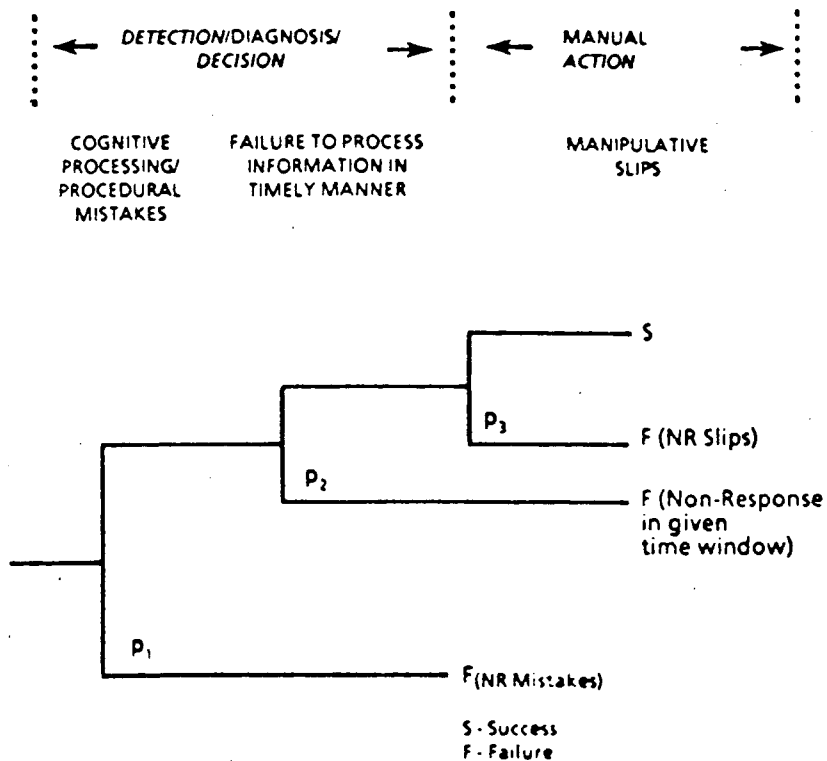 DETECTION/DIAGNOSIS/
DECISION
MANUAL
ACTION
COGNITIVE
PROCESSING/
PROCEDURAL
MISTAKES
FAILURE TO PROCESS
INFORMATION IN
TIMELY MANNER
MANIPULATIVE
SLIPS
S
p3
F (NR Slips)
p2
F (Non-Response
in given
time window)
p1
F(NR Mistakes)
S - Success
F - Failure